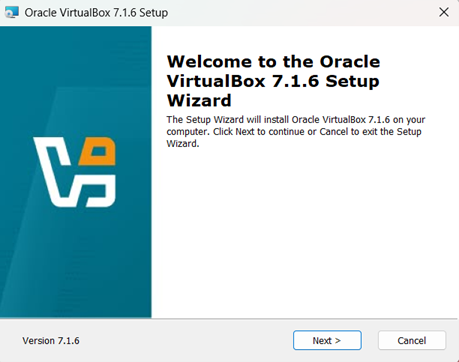 Oracle VirtualBox 7.1.6 Setup
Welcome to the Oracle
VirtualBox 7.1.6 Setup
Wizard
The Setup Wizard will install Oracle VirtualBox 7.1.6 on your
computer. Click Next to continue or Cancel to exit the Setup
Wizard.
Version 7.1.6
Next >
Cancel